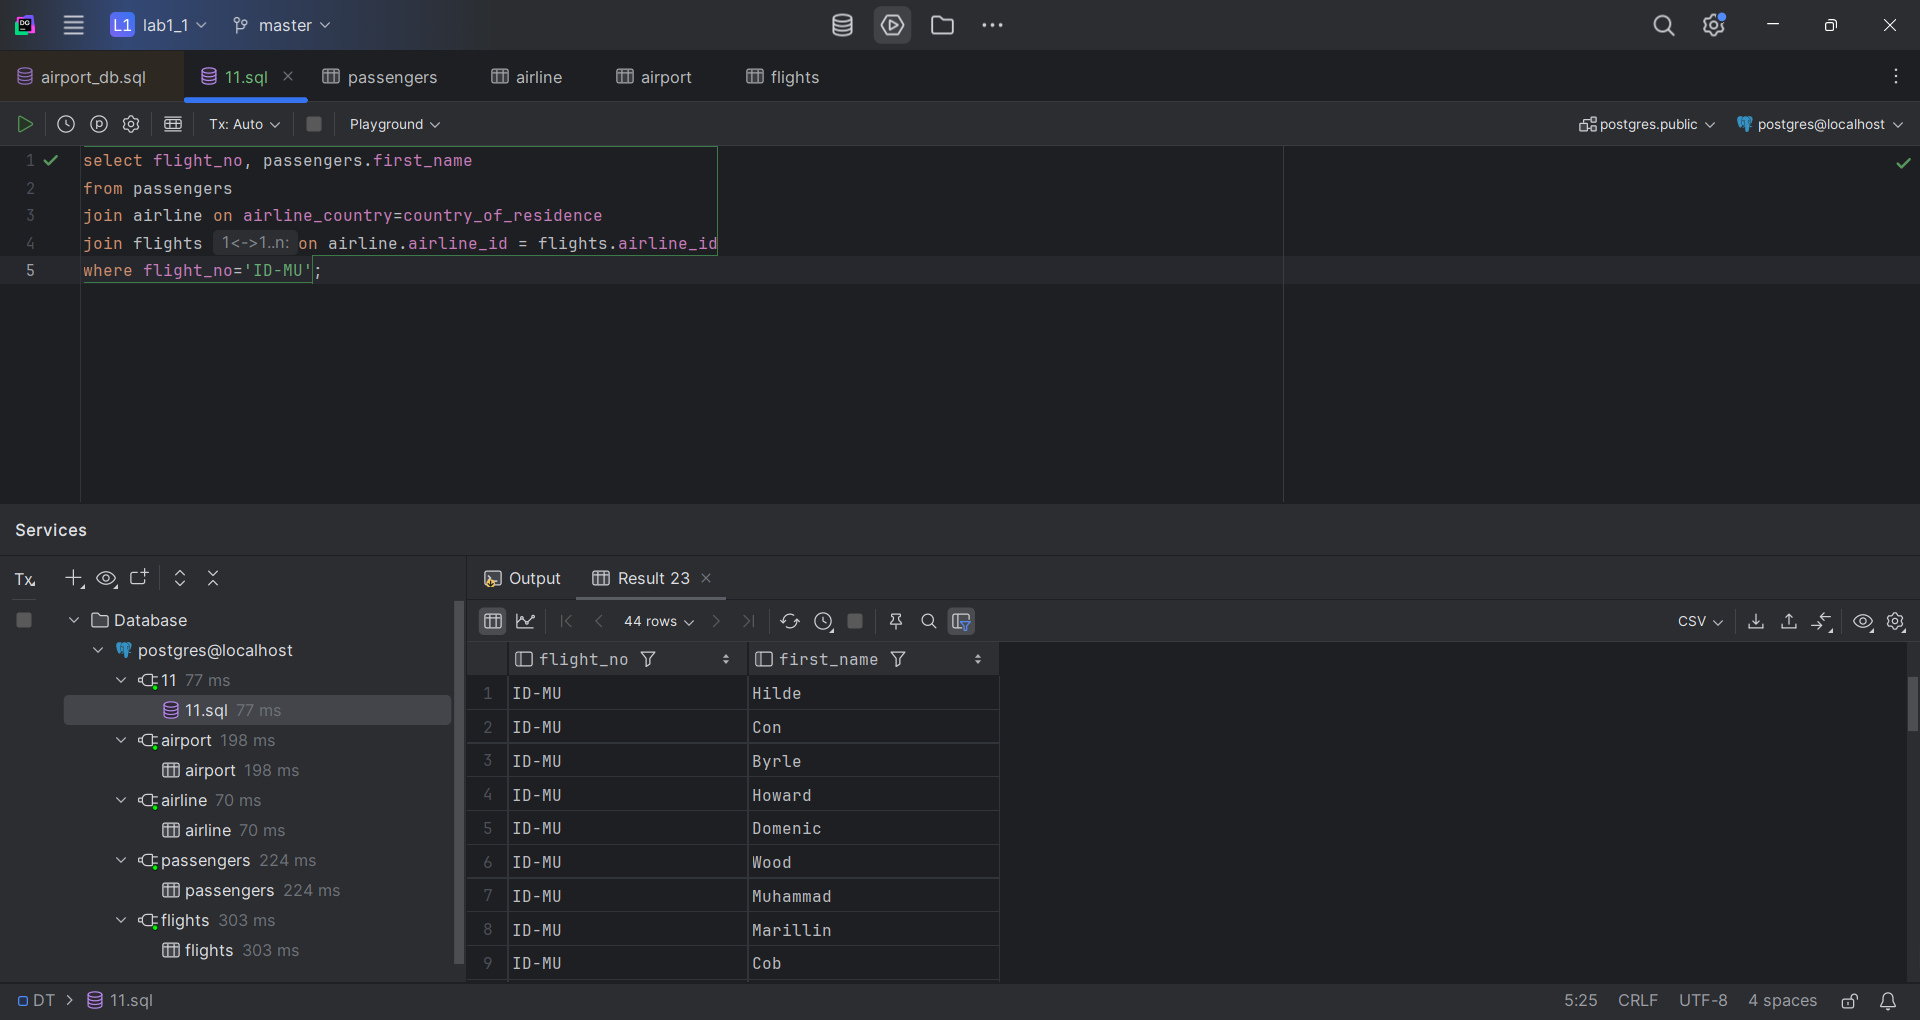 L1 lab1_1 master
airport_db.sql 11.sql passengers airline airport flights
Tx: Auto Playground postgres.public postgres@localhost
1 select flight_no, passengers.first_name
2 from passengers
3 join airline on airline_country=country_of_residence
4 join flights 1<->1..n: on airline.airline_id = flights.airline_id
5 where flight_no='ID-MU';
Services
Tx
Output Result 23
Database
postgres@localhost
11 77 ms
11.sql 77 ms
airport 198 ms
airport 198 ms
airline 70 ms
airline 70 ms
passengers 224 ms
passengers 224 ms
flights 303 ms
flights 303 ms
44 rows CSV
flight_no first_name
1 ID-MU Hilde
2 ID-MU Con
3 ID-MU Byrle
4 ID-MU Howard
5 ID-MU Domenic
6 ID-MU Wood
7 ID-MU Muhammad
8 ID-MU Marillin
9 ID-MU Cob
DT > 11.sql 5:25 CRLF UTF-8 4 spaces